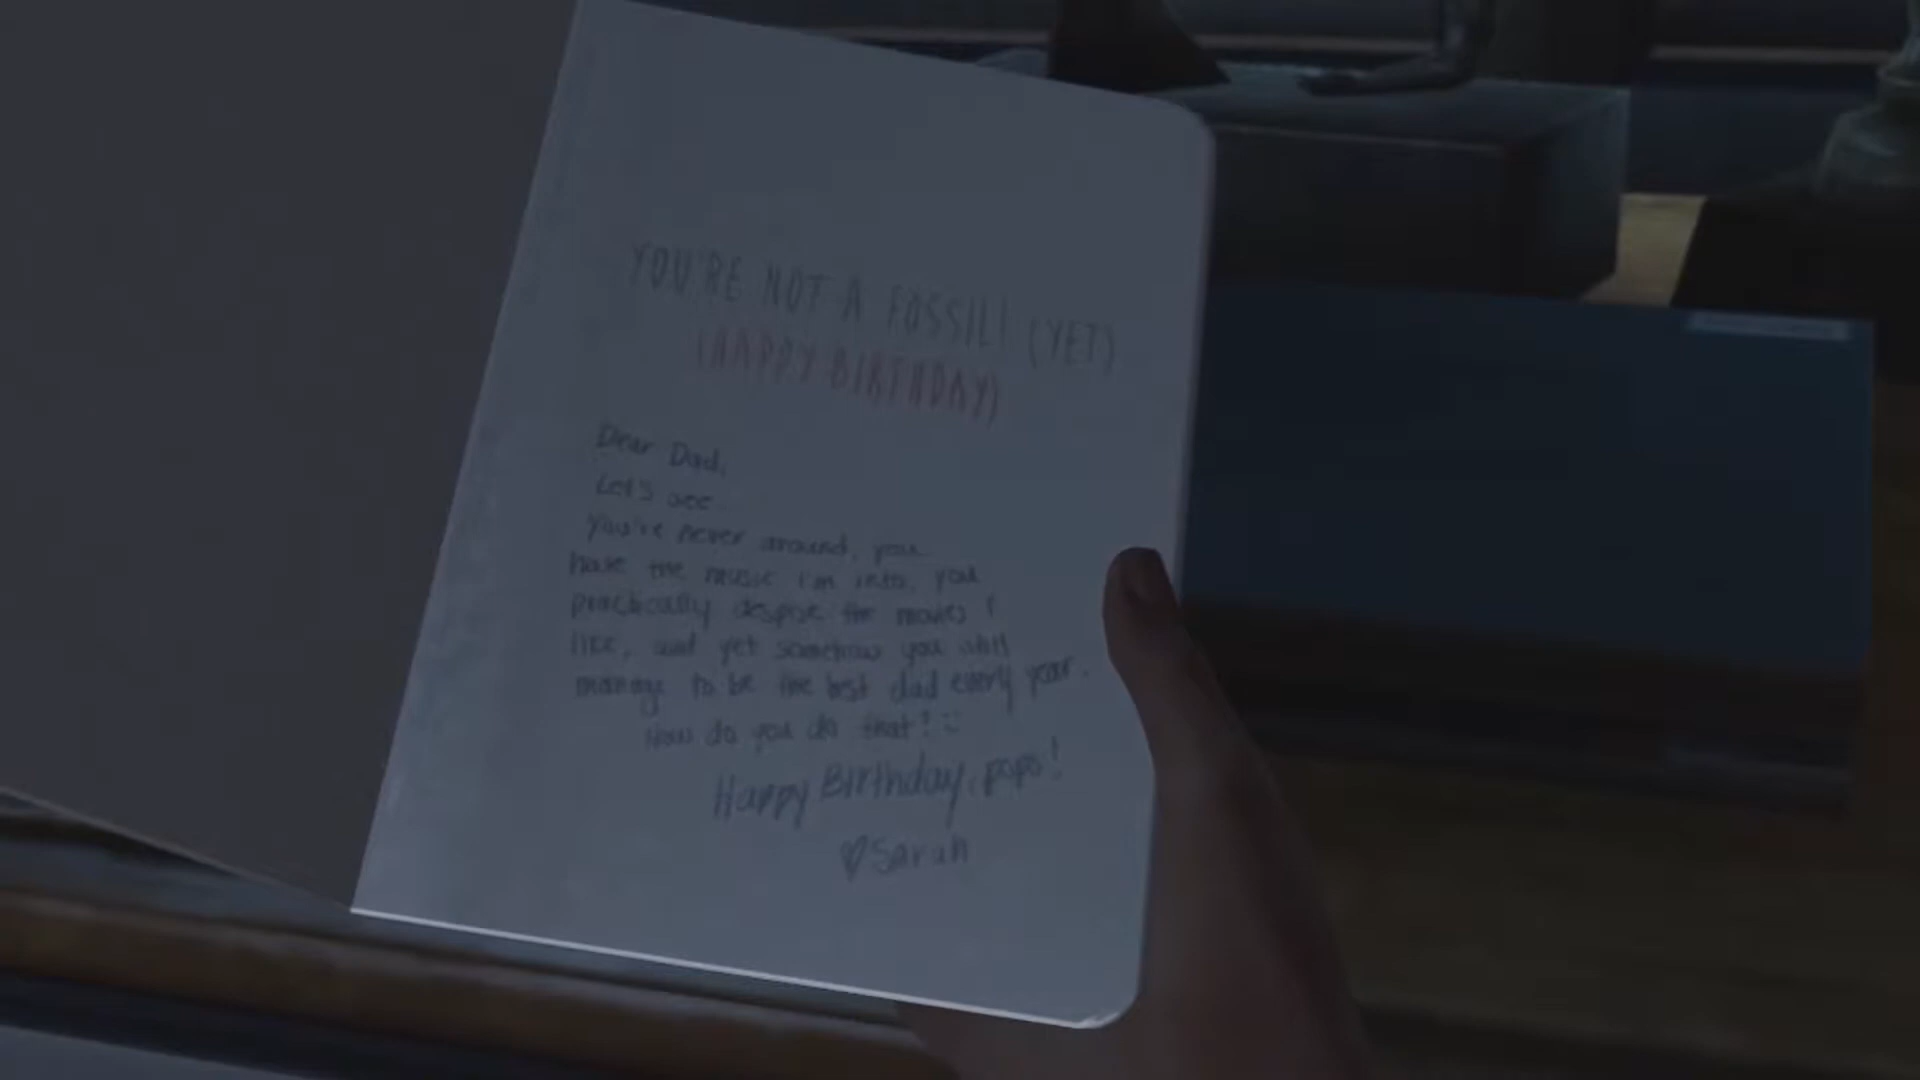 YOU'RE NOT A FOSSIL! (YET)
(HAPPY BIRTHDAY)
Dear Dad,
Let's see
You're never around, you
hate the music I'm into, you
practically despise the movies I
like, and yet somehow you still
manage to be the best dad every year.
How do you do that? :)
Happy Birthday, papa!
♡Sarah